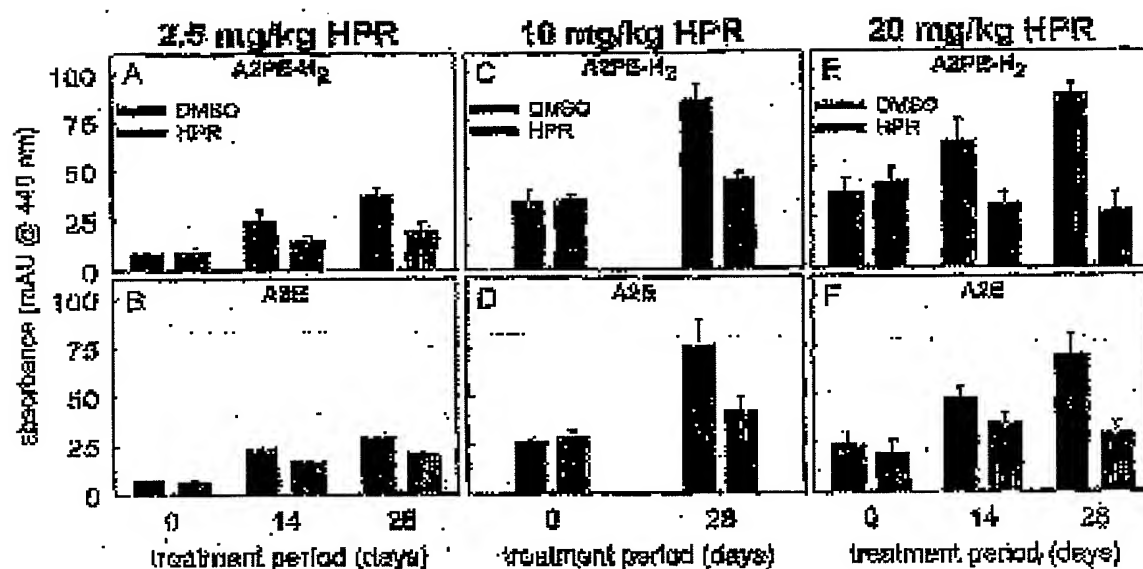 2.5 mg/kg HPR
10 mg/kg HPR
20 mg/kg HPR
A
A2PE-H2
DMSO
HPR
C
A2PE-H2
DMSO
HPR
E
A2PE-H2
DMSO
HPR
absorbance [mAU @ 440 nm]
100
75
50
25
0
B
A2E
D
A2E
F
A2E
100
75
50
25
0
0 14 28
0 28
0 14 28
treatment period (days)
treatment period (days)
treatment period (days)